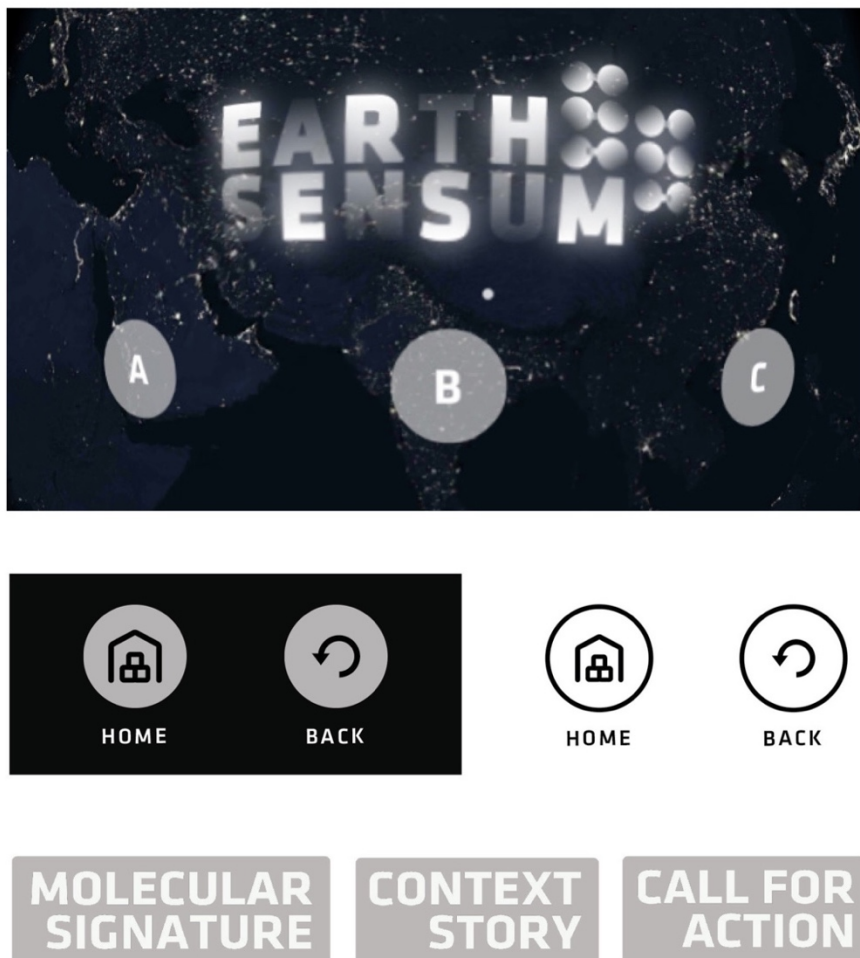 EARTH
SENSUM
A
B
C
HOME
BACK
HOME
BACK
MOLECULAR
SIGNATURE
CONTEXT
STORY
CALL FOR
ACTION